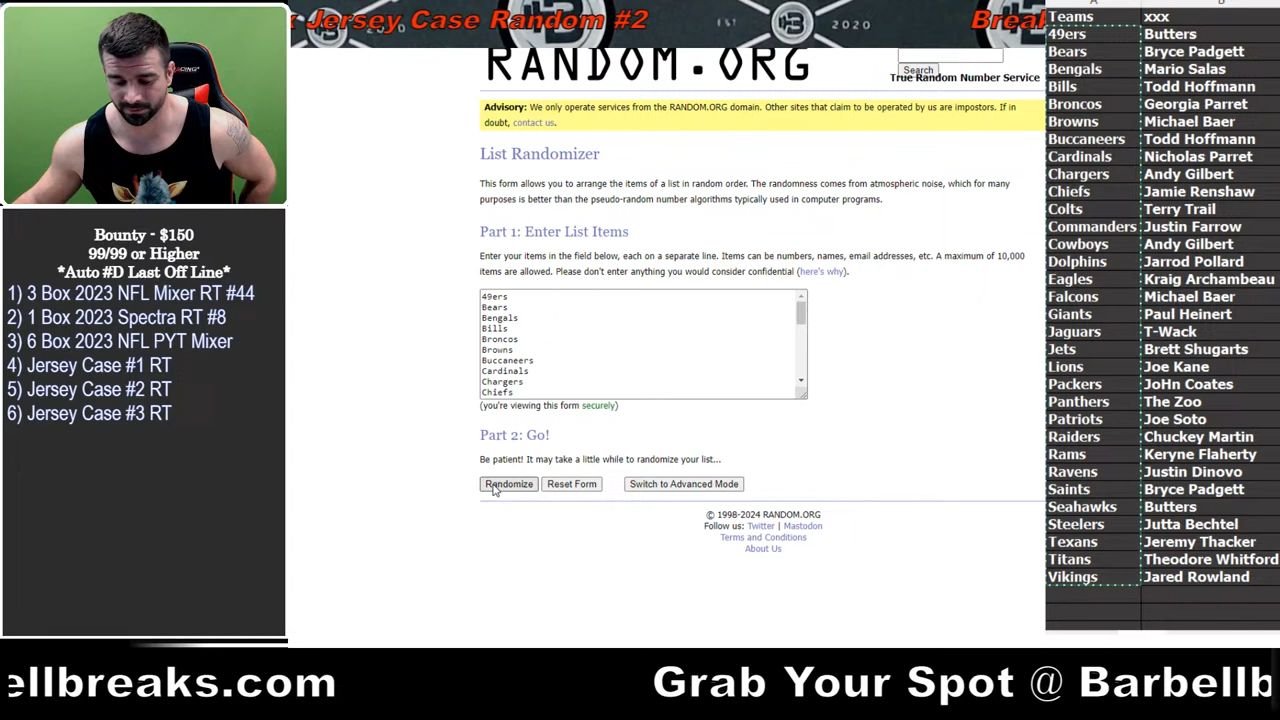 x Jersey Case Random #2
EST
2020
Break
RACING
Bounty - $150
99/99 or Higher
*Auto #D Last Off Line*
1) 3 Box 2023 NFL Mixer RT #44
2) 1 Box 2023 Spectra RT #8
3) 6 Box 2023 NFL PYT Mixer
4) Jersey Case #1 RT
5) Jersey Case #2 RT
6) Jersey Case #3 RT
RANDOM.ORG
Search
True Random Number Service
Advisory: We only operate services from the RANDOM.ORG domain. Other sites that claim to be operated by us are impostors. If in
doubt, contact us.
List Randomizer
This form allows you to arrange the items of a list in random order. The randomness comes from atmospheric noise, which for many
purposes is better than the pseudo-random number algorithms typically used in computer programs.
Part 1: Enter List Items
Enter your items in the field below, each on a separate line. Items can be numbers, names, email addresses, etc. A maximum of 10,000
items are allowed. Please don't enter anything you would consider confidential (here's why).
49ers
Bears
Bengals
Bills
Broncos
Browns
Buccaneers
Cardinals
Chargers
Chiefs
(you're viewing this form securely)
Part 2: Go!
Be patient! It may take a little while to randomize your list...
Randomize Reset Form Switch to Advanced Mode
© 1998-2024 RANDOM.ORG
Follow us: Twitter | Mastodon
Terms and Conditions
About Us
Teams xxx
49ers Butters
Bears Bryce Padgett
Bengals Mario Salas
Bills Todd Hoffmann
Broncos Georgia Parret
Browns Michael Baer
Buccaneers Todd Hoffmann
Cardinals Nicholas Parret
Chargers Andy Gilbert
Chiefs Jamie Renshaw
Colts Terry Trail
Commanders Justin Farrow
Cowboys Andy Gilbert
Dolphins Jarrod Pollard
Eagles Kraig Archambeau
Falcons Michael Baer
Giants Paul Heinert
Jaguars T-Wack
Jets Brett Shugarts
Lions Joe Kane
Packers JoHn Coates
Panthers The Zoo
Patriots Joe Soto
Raiders Chuckey Martin
Rams Keryne Flaherty
Ravens Justin Dinovo
Saints Bryce Padgett
Seahawks Butters
Steelers Jutta Bechtel
Texans Jeremy Thacker
Titans Theodore Whitford
Vikings Jared Rowland
ellbreaks.com Grab Your Spot @ Barbellb